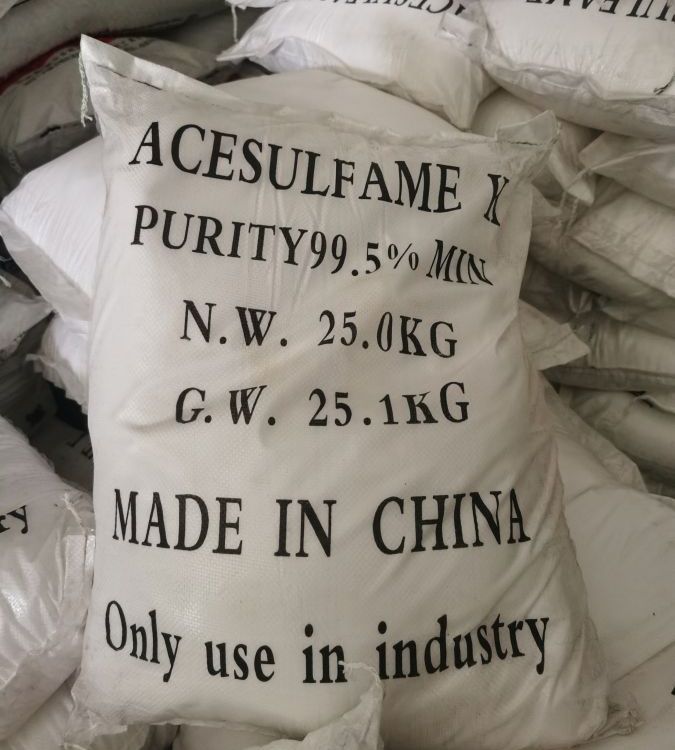 ACESULFAME K
PURITY99.5% MIN
N.W. 25.0KG
G.W. 25.1KG
MADE IN CHINA
Only use in industry